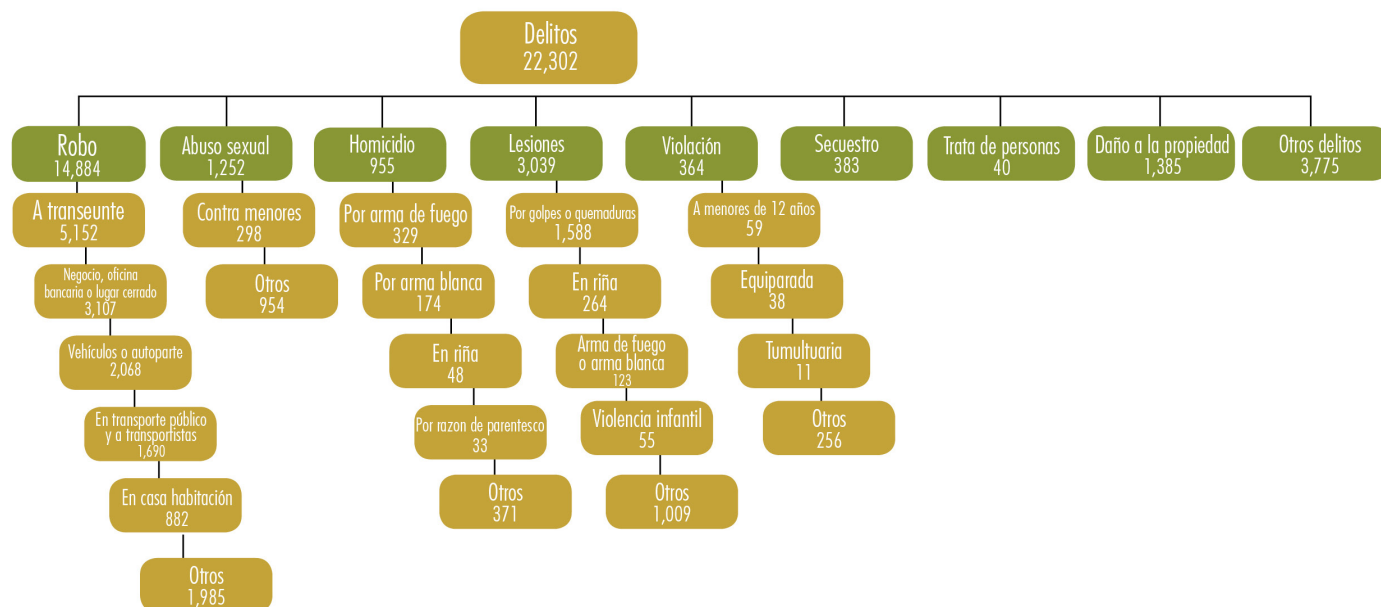 Delitos
22,302
Robo
14,884
A transeunte
5,152
Negocio, oficina
bancaria o lugar cerrado
3,107
Vehículos o autoparte
2,068
En transporte público
y a transportistas
1,690
En casa habitación
882
Otros
1,985
Abuso sexual
1,252
Contra menores
298
Otros
954
Homicidio
955
Por arma de fuego
329
Por arma blanca
174
En riña
48
Por razon de parentesco
33
Otros
371
Lesiones
3,039
Por golpes o quemaduras
1,588
En riña
264
Arma de fuego
o arma blanca
123
Violencia infantil
55
Otros
1,009
Violación
364
A menores de 12 años
59
Equiparada
38
Tumultuaria
11
Otros
256
Secuestro
383
Trata de personas
40
Daño a la propiedad
1,385
Otros delitos
3,775